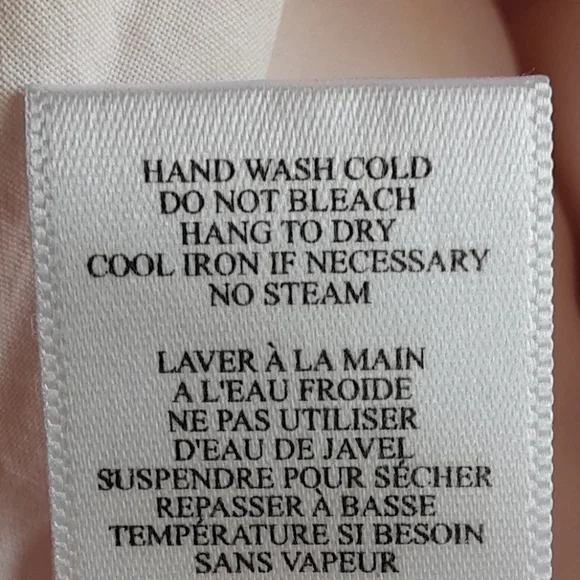 HAND WASH COLD
DO NOT BLEACH
HANG TO DRY
COOL IRON IF NECESSARY
NO STEAM
LAVER À LA MAIN
A L'EAU FROIDE
NE PAS UTILISER
D'EAU DE JAVEL
SUSPENDRE POUR SÉCHER
REPASSER À BASSE
TEMPÉRATURE SI BESOIN
SANS VAPEUR